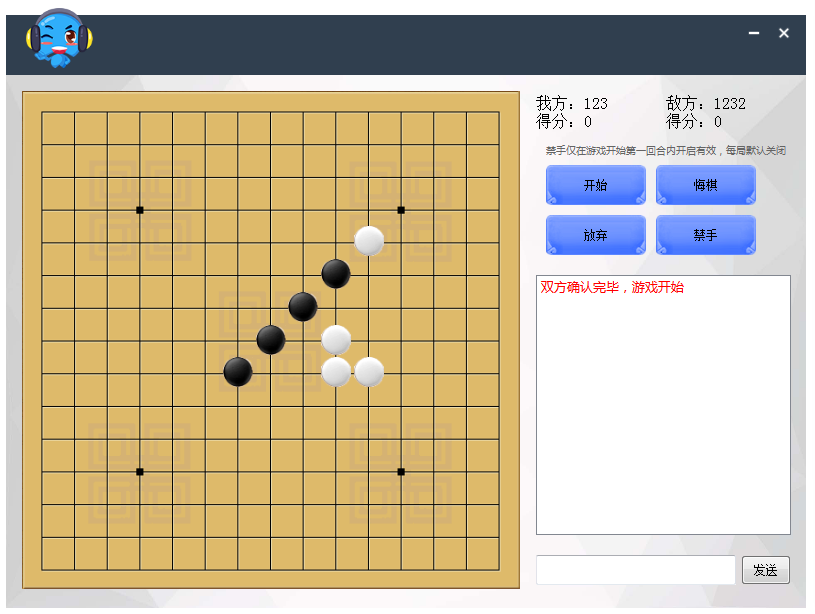 我方：123 敌方：1232
得分：0 得分：0
禁手仅在游戏开始第一回合内开启有效，每局默认关闭
开始 悔棋
放弃 禁手
双方确认完毕，游戏开始
发送